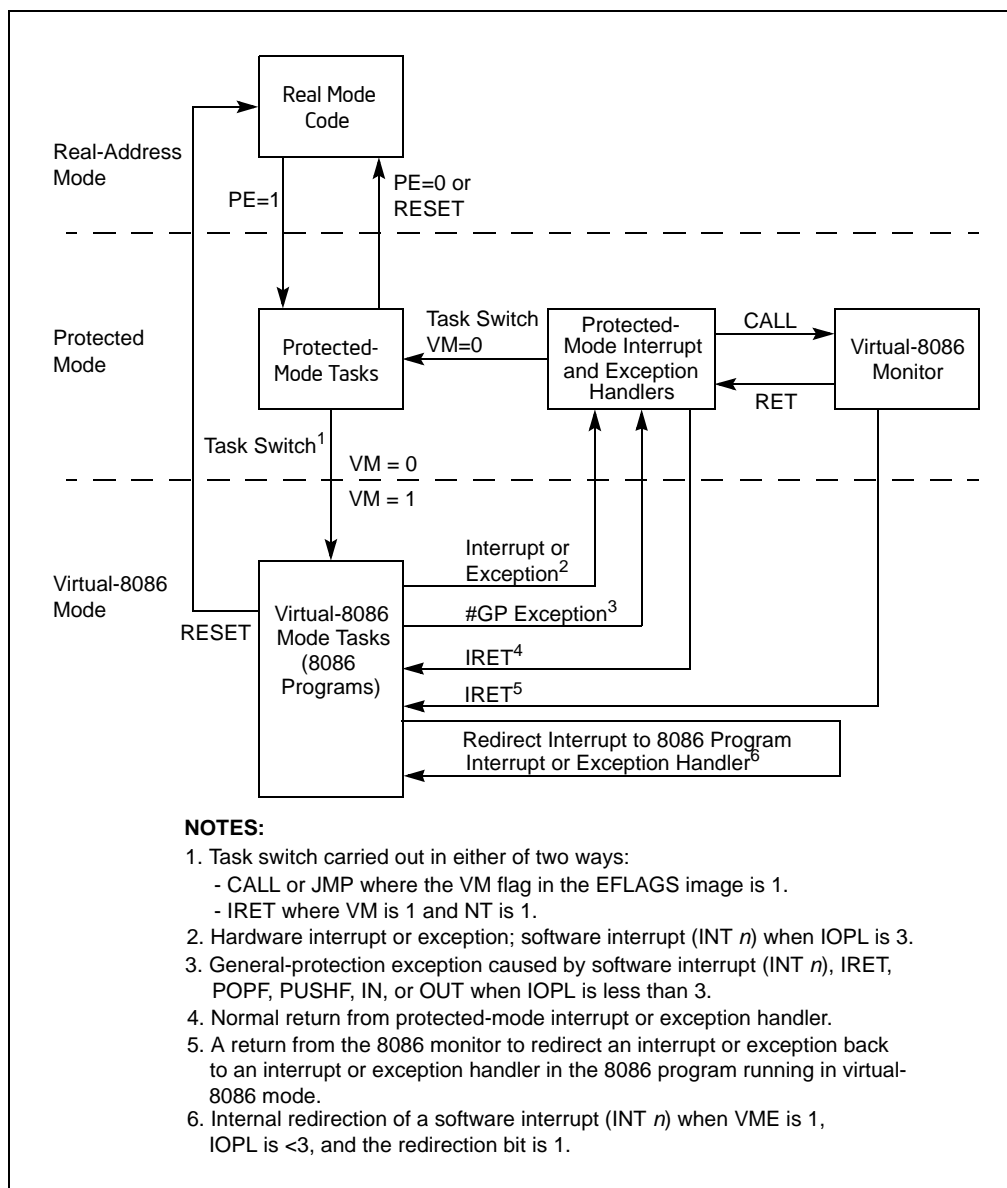 Real Mode
Code
Real-Address
Mode
PE=1
PE=0 or
RESET
Protected
Mode
Protected-
Mode Tasks
Task Switch
VM=0
Protected-
Mode Interrupt
and Exception
Handlers
CALL
RET
Virtual-8086
Monitor
Task Switch1
VM = 0
VM = 1
Virtual-8086
Mode
RESET
Virtual-8086
Mode Tasks
(8086
Programs)
Interrupt or
Exception2
#GP Exception3
IRET4
IRET5
Redirect Interrupt to 8086 Program
Interrupt or Exception Handler6
NOTES:
1. Task switch carried out in either of two ways:
- CALL or JMP where the VM flag in the EFLAGS image is 1.
- IRET where VM is 1 and NT is 1.
2. Hardware interrupt or exception; software interrupt (INT n) when IOPL is 3.
3. General-protection exception caused by software interrupt (INT n), IRET,
POPF, PUSHF, IN, or OUT when IOPL is less than 3.
4. Normal return from protected-mode interrupt or exception handler.
5. A return from the 8086 monitor to redirect an interrupt or exception back
to an interrupt or exception handler in the 8086 program running in virtual-
8086 mode.
6. Internal redirection of a software interrupt (INT n) when VME is 1,
IOPL is <3, and the redirection bit is 1.